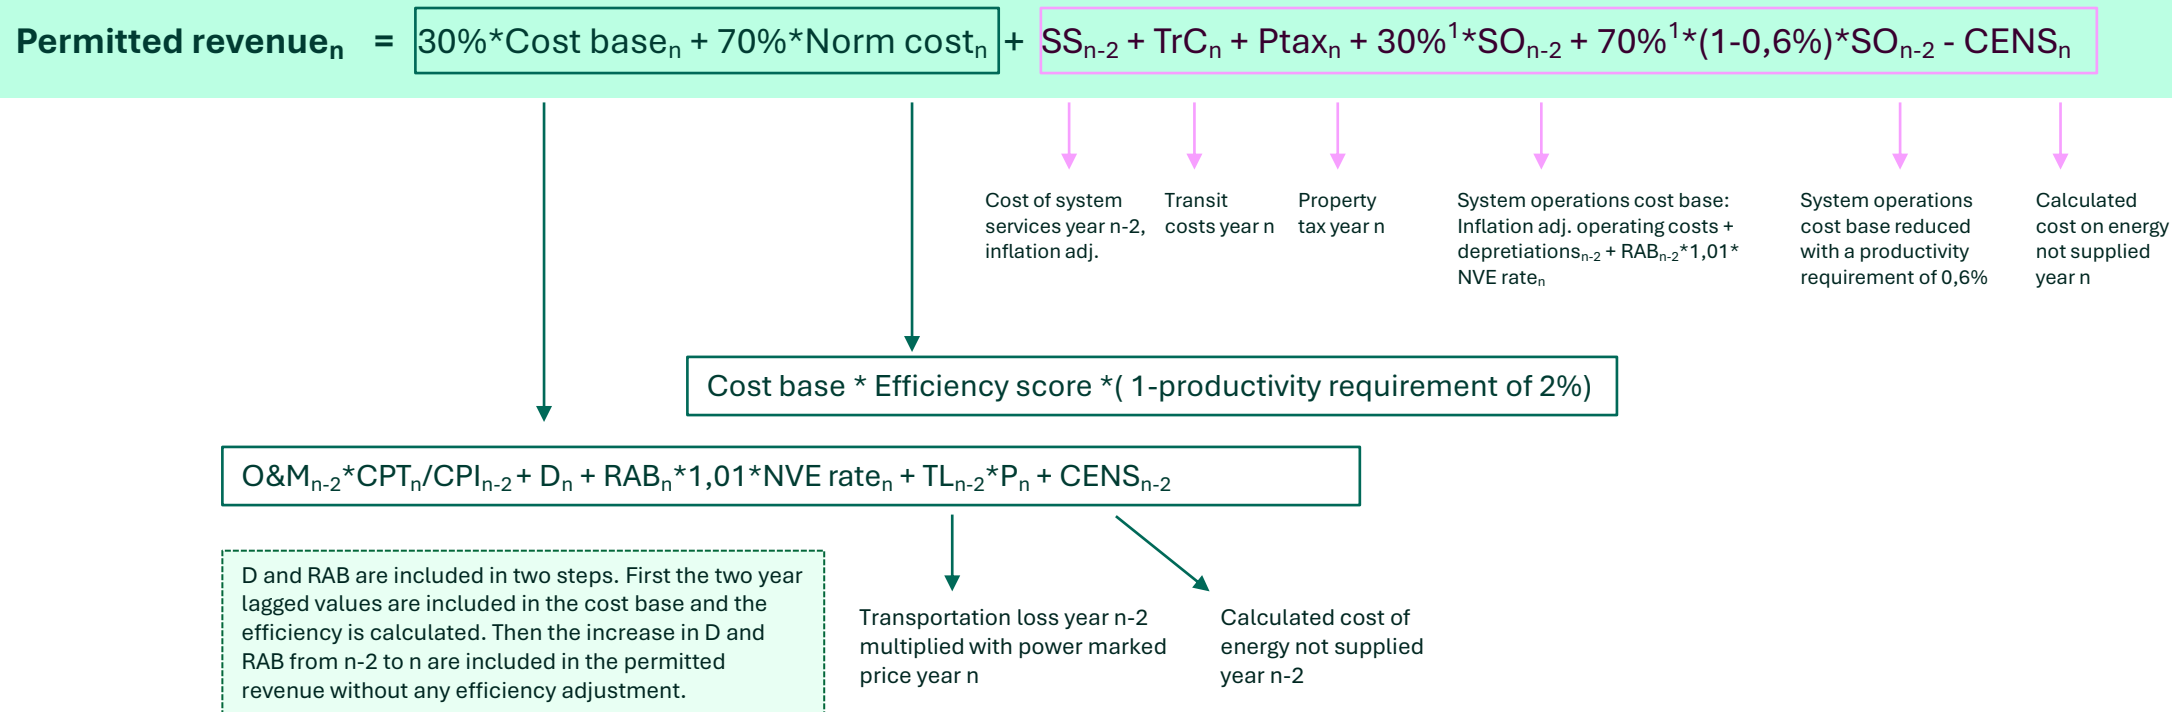 Permitted revenueₙ = 30%*Cost baseₙ + 70%*Norm costₙ + SSₙ₋₂ + TrCₙ + Ptaxₙ + 30%¹*SOₙ₋₂ + 70%¹*(1-0,6%)*SOₙ₋₂ - CENSₙ
Cost of system
services year n-2,
inflation adj.
Transit
costs year n
Property
tax year n
System operations cost base:
Inflation adj. operating costs +
depretiationsₙ₋₂ + RABₙ₋₂*1,01*
NVE rateₙ
System operations
cost base reduced
with a productivity
requirement of 0,6%
Calculated
cost on energy
not supplied
year n
Cost base * Efficiency score *( 1-productivity requirement of 2%)
O&Mₙ₋₂*CPTₙ/CPIₙ₋₂ + Dₙ + RABₙ*1,01*NVE rateₙ + TLₙ₋₂*Pₙ + CENSₙ₋₂
D and RAB are included in two steps. First the two year
lagged values are included in the cost base and the
efficiency is calculated. Then the increase in D and
RAB from n-2 to n are included in the permitted
revenue without any efficiency adjustment.
Transportation loss year n-2
multiplied with power marked
price year n
Calculated cost of
energy not supplied
year n-2